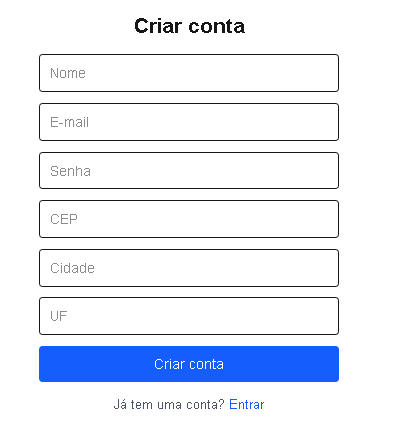 Criar conta
Nome
E-mail
Senha
CEP
Cidade
UF
Criar conta
Já tem uma conta? Entrar